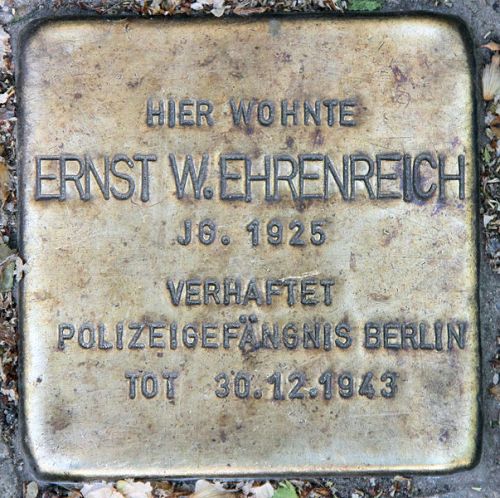 HIER WOHNTE
ERNST W. EHRENREICH
JG. 1925
VERHAFTET
POLIZEIGEFÄNGNIS BERLIN
TOT 30.12.1943